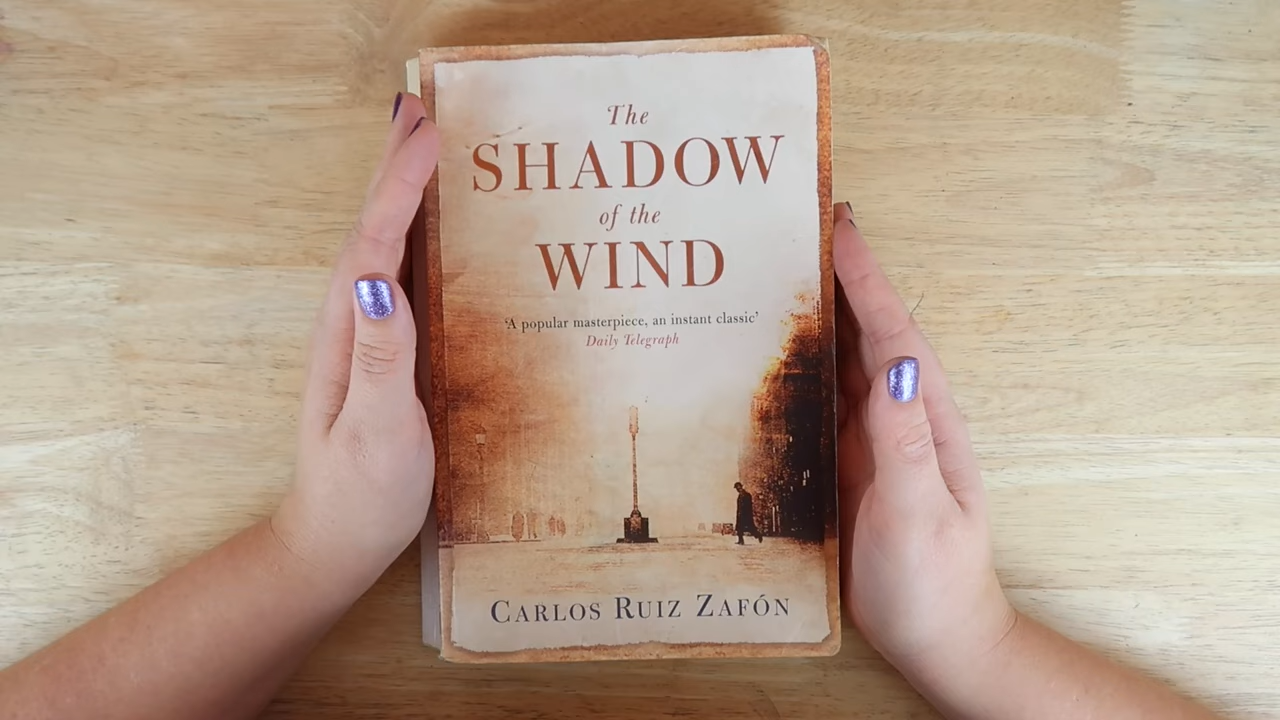 The
SHADOW
of the
WIND
‘A popular masterpiece, an instant classic’
Daily Telegraph
CARLOS RUIZ ZAFÓN